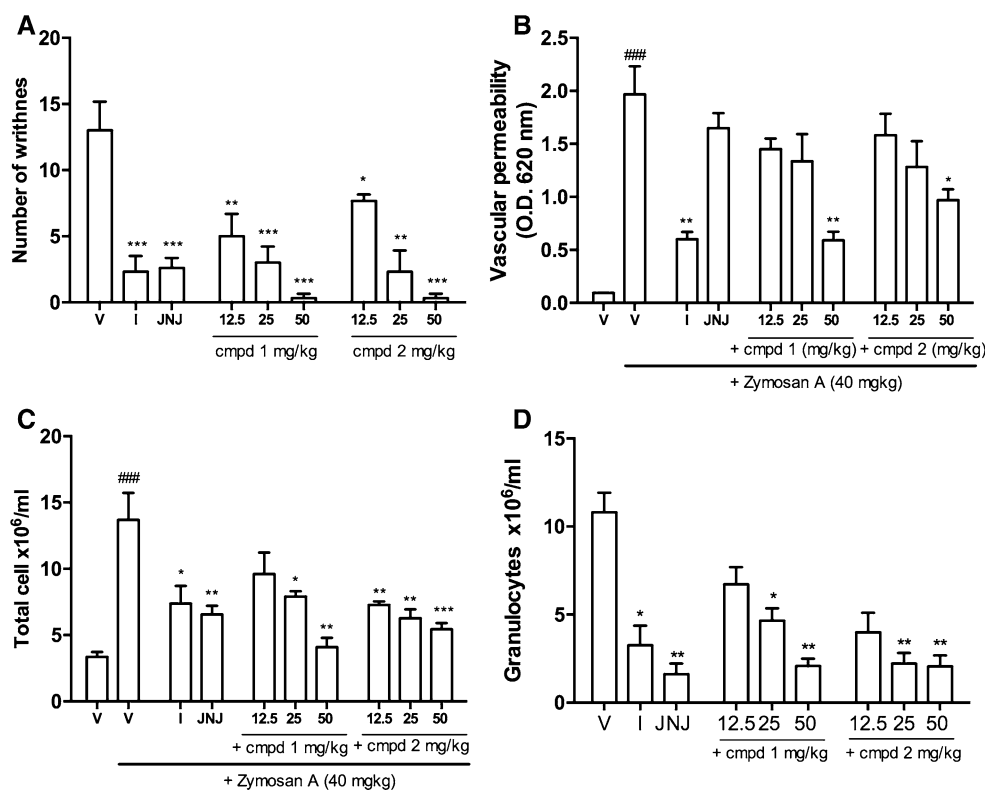 A
20
15
10
5
0
Number of writhnes
*** *** ** *** *** * ** ***
V I JNJ 12.5 25 50 12.5 25 50
cmpd 1 mg/kg cmpd 2 mg/kg
B
2.5
2.0
1.5
1.0
0.5
0.0
Vascular permeability
(O.D. 620 nm)
### ** ** *
V V I JNJ 12.5 25 50 12.5 25 50
+ cmpd 1 (mg/kg) + cmpd 2 (mg/kg)
+ Zymosan A (40 mgkg)
C
20
15
10
5
0
Total cell x10⁶/ml
### * ** * ** ** ** ***
V V I JNJ 12.5 25 50 12.5 25 50
+ cmpd 1 mg/kg + cmpd 2 mg/kg
+ Zymosan A (40 mgkg)
D
15
10
5
0
Granulocytes x10⁶/ml
* ** * ** ** **
V I JNJ 12.5 25 50 12.5 25 50
+ cmpd 1 mg/kg + cmpd 2 mg/kg